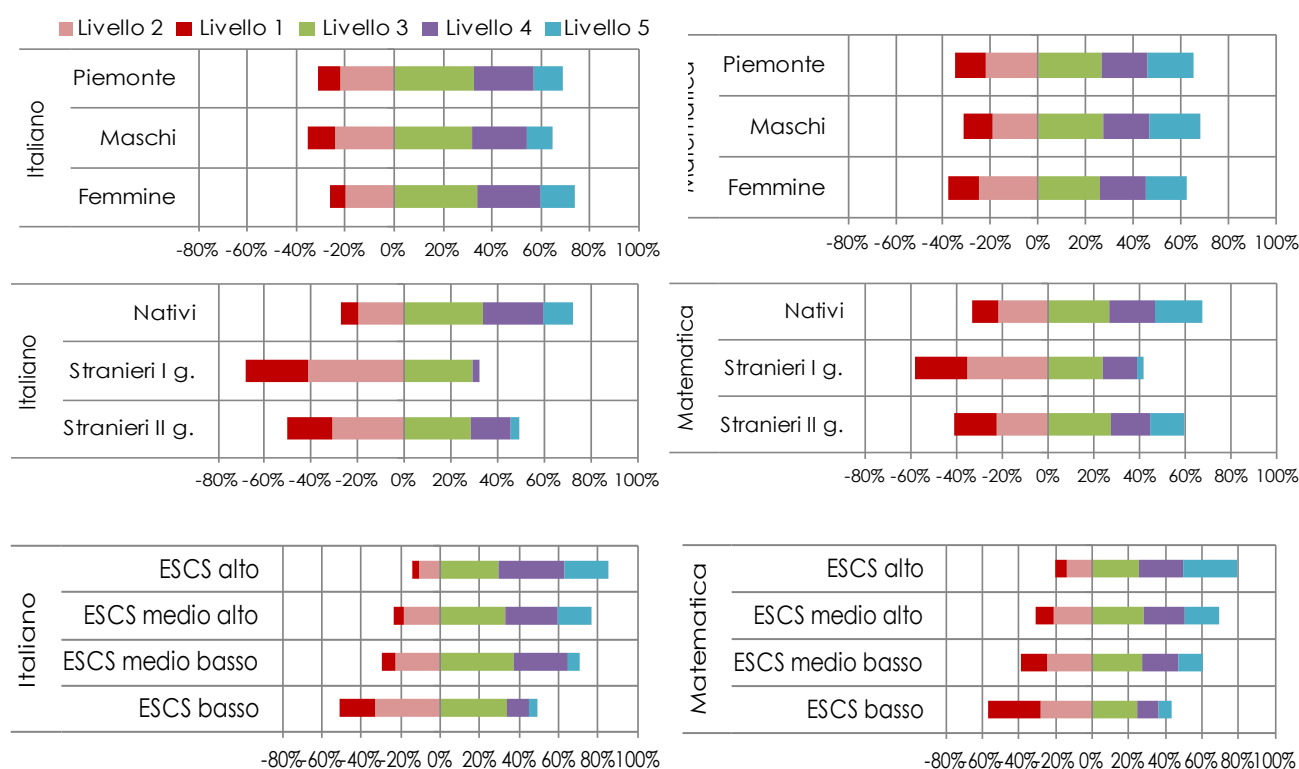 Livello 2 Livello 1 Livello 3 Livello 4 Livello 5
Italiano
Piemonte
Maschi
Femmine
-80% -60% -40% -20% 0% 20% 40% 60% 80% 100%
Matematica
Piemonte
Maschi
Femmine
-80% -60% -40% -20% 0% 20% 40% 60% 80% 100%
Italiano
Nativi
Stranieri I g.
Stranieri II g.
-80% -60% -40% -20% 0% 20% 40% 60% 80% 100%
Matematica
Nativi
Stranieri I g.
Stranieri II g.
-80% -60% -40% -20% 0% 20% 40% 60% 80% 100%
Italiano
ESCS alto
ESCS medio alto
ESCS medio basso
ESCS basso
-80% -60% -40% -20% 0% 20% 40% 60% 80% 100%
Matematica
ESCS alto
ESCS medio alto
ESCS medio basso
ESCS basso
-80% -60% -40% -20% 0% 20% 40% 60% 80% 100%